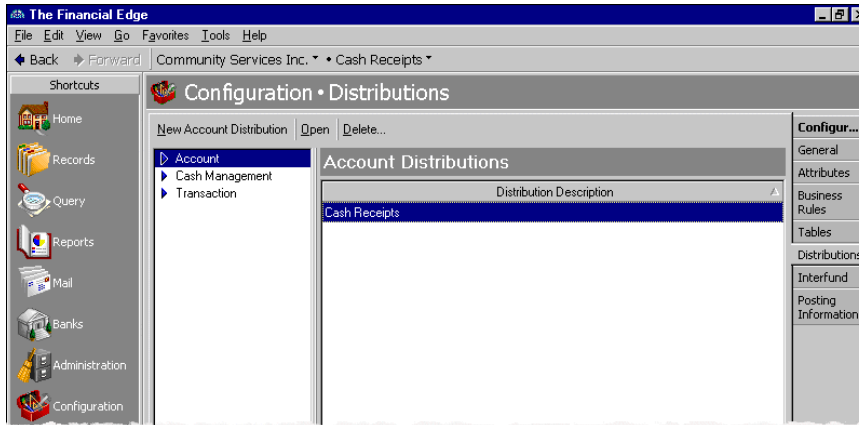 The Financial Edge
File Edit View Go Favorites Tools Help
Back Forward Community Services Inc. • Cash Receipts
Shortcuts
Configuration • Distributions
Home
Records
Query
Reports
Mail
Banks
Administration
Configuration
New Account Distribution Open Delete...
Account
Cash Management
Transaction
Account Distributions
Distribution Description
Cash Receipts
Configur...
General
Attributes
Business
Rules
Tables
Distributions
Interfund
Posting
Information